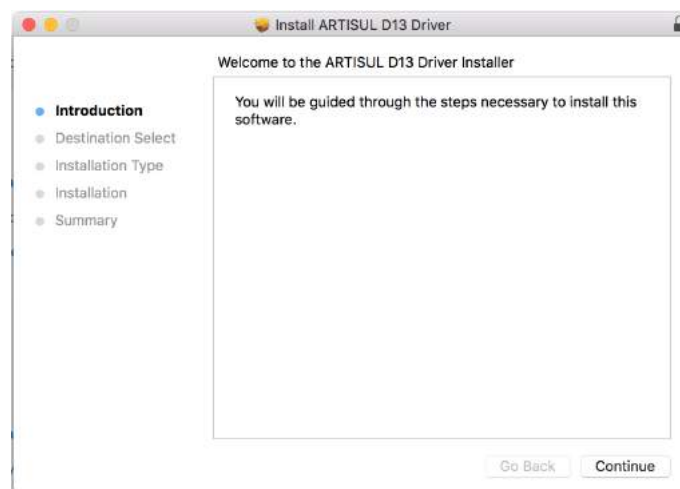 Install ARTISUL D13 Driver
Welcome to the ARTISUL D13 Driver Installer
Introduction
Destination Select
Installation Type
Installation
Summary
You will be guided through the steps necessary to install this
software.
Go Back
Continue